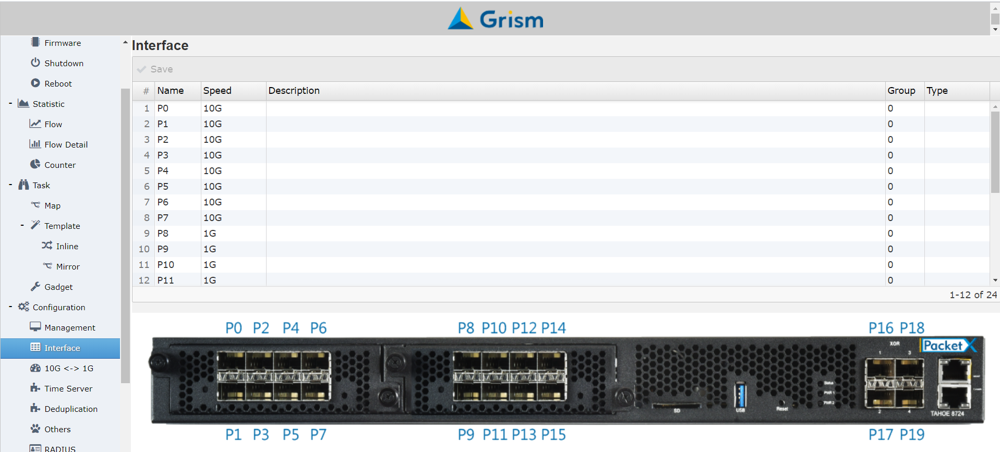 Grism
Firmware
Shutdown
Reboot
- Statistic
Flow
Flow Detail
Counter
- Task
Map
- Template
Inline
Mirror
Gadget
- Configuration
Management
Interface
10G <-> 1G
Time Server
Deduplication
Others
RADIUS
Interface
Save
# Name Speed Description Group Type
1 P0 10G 0
2 P1 10G 0
3 P2 10G 0
4 P3 10G 0
5 P4 10G 0
6 P5 10G 0
7 P6 10G 0
8 P7 10G 0
9 P8 1G 0
10 P9 1G 0
11 P10 1G 0
12 P11 1G 0
1-12 of 24
P0 P2 P4 P6 P8 P10 P12 P14 P16 P18
XOR
PacketX
1 3
Status
PWR 1
PWR 2
Console
SD USB Reset
2 4
TAHOE 8724
P1 P3 P5 P7 P9 P11 P13 P15 P17 P19